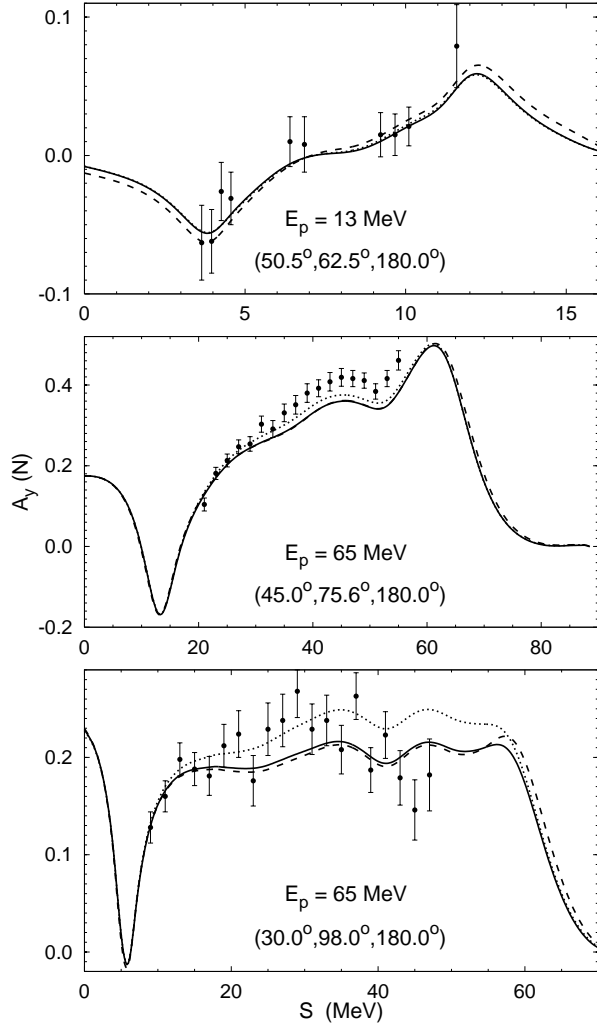 0.1
0.0
-0.1
E_p = 13 MeV
(50.5°,62.5°,180.0°)
0 5 10 15
A_y (N)
0.4
0.2
0.0
-0.2
E_p = 65 MeV
(45.0°,75.6°,180.0°)
0 20 40 60 80
0.2
0.1
0.0
E_p = 65 MeV
(30.0°,98.0°,180.0°)
0 20 40 60
S (MeV)